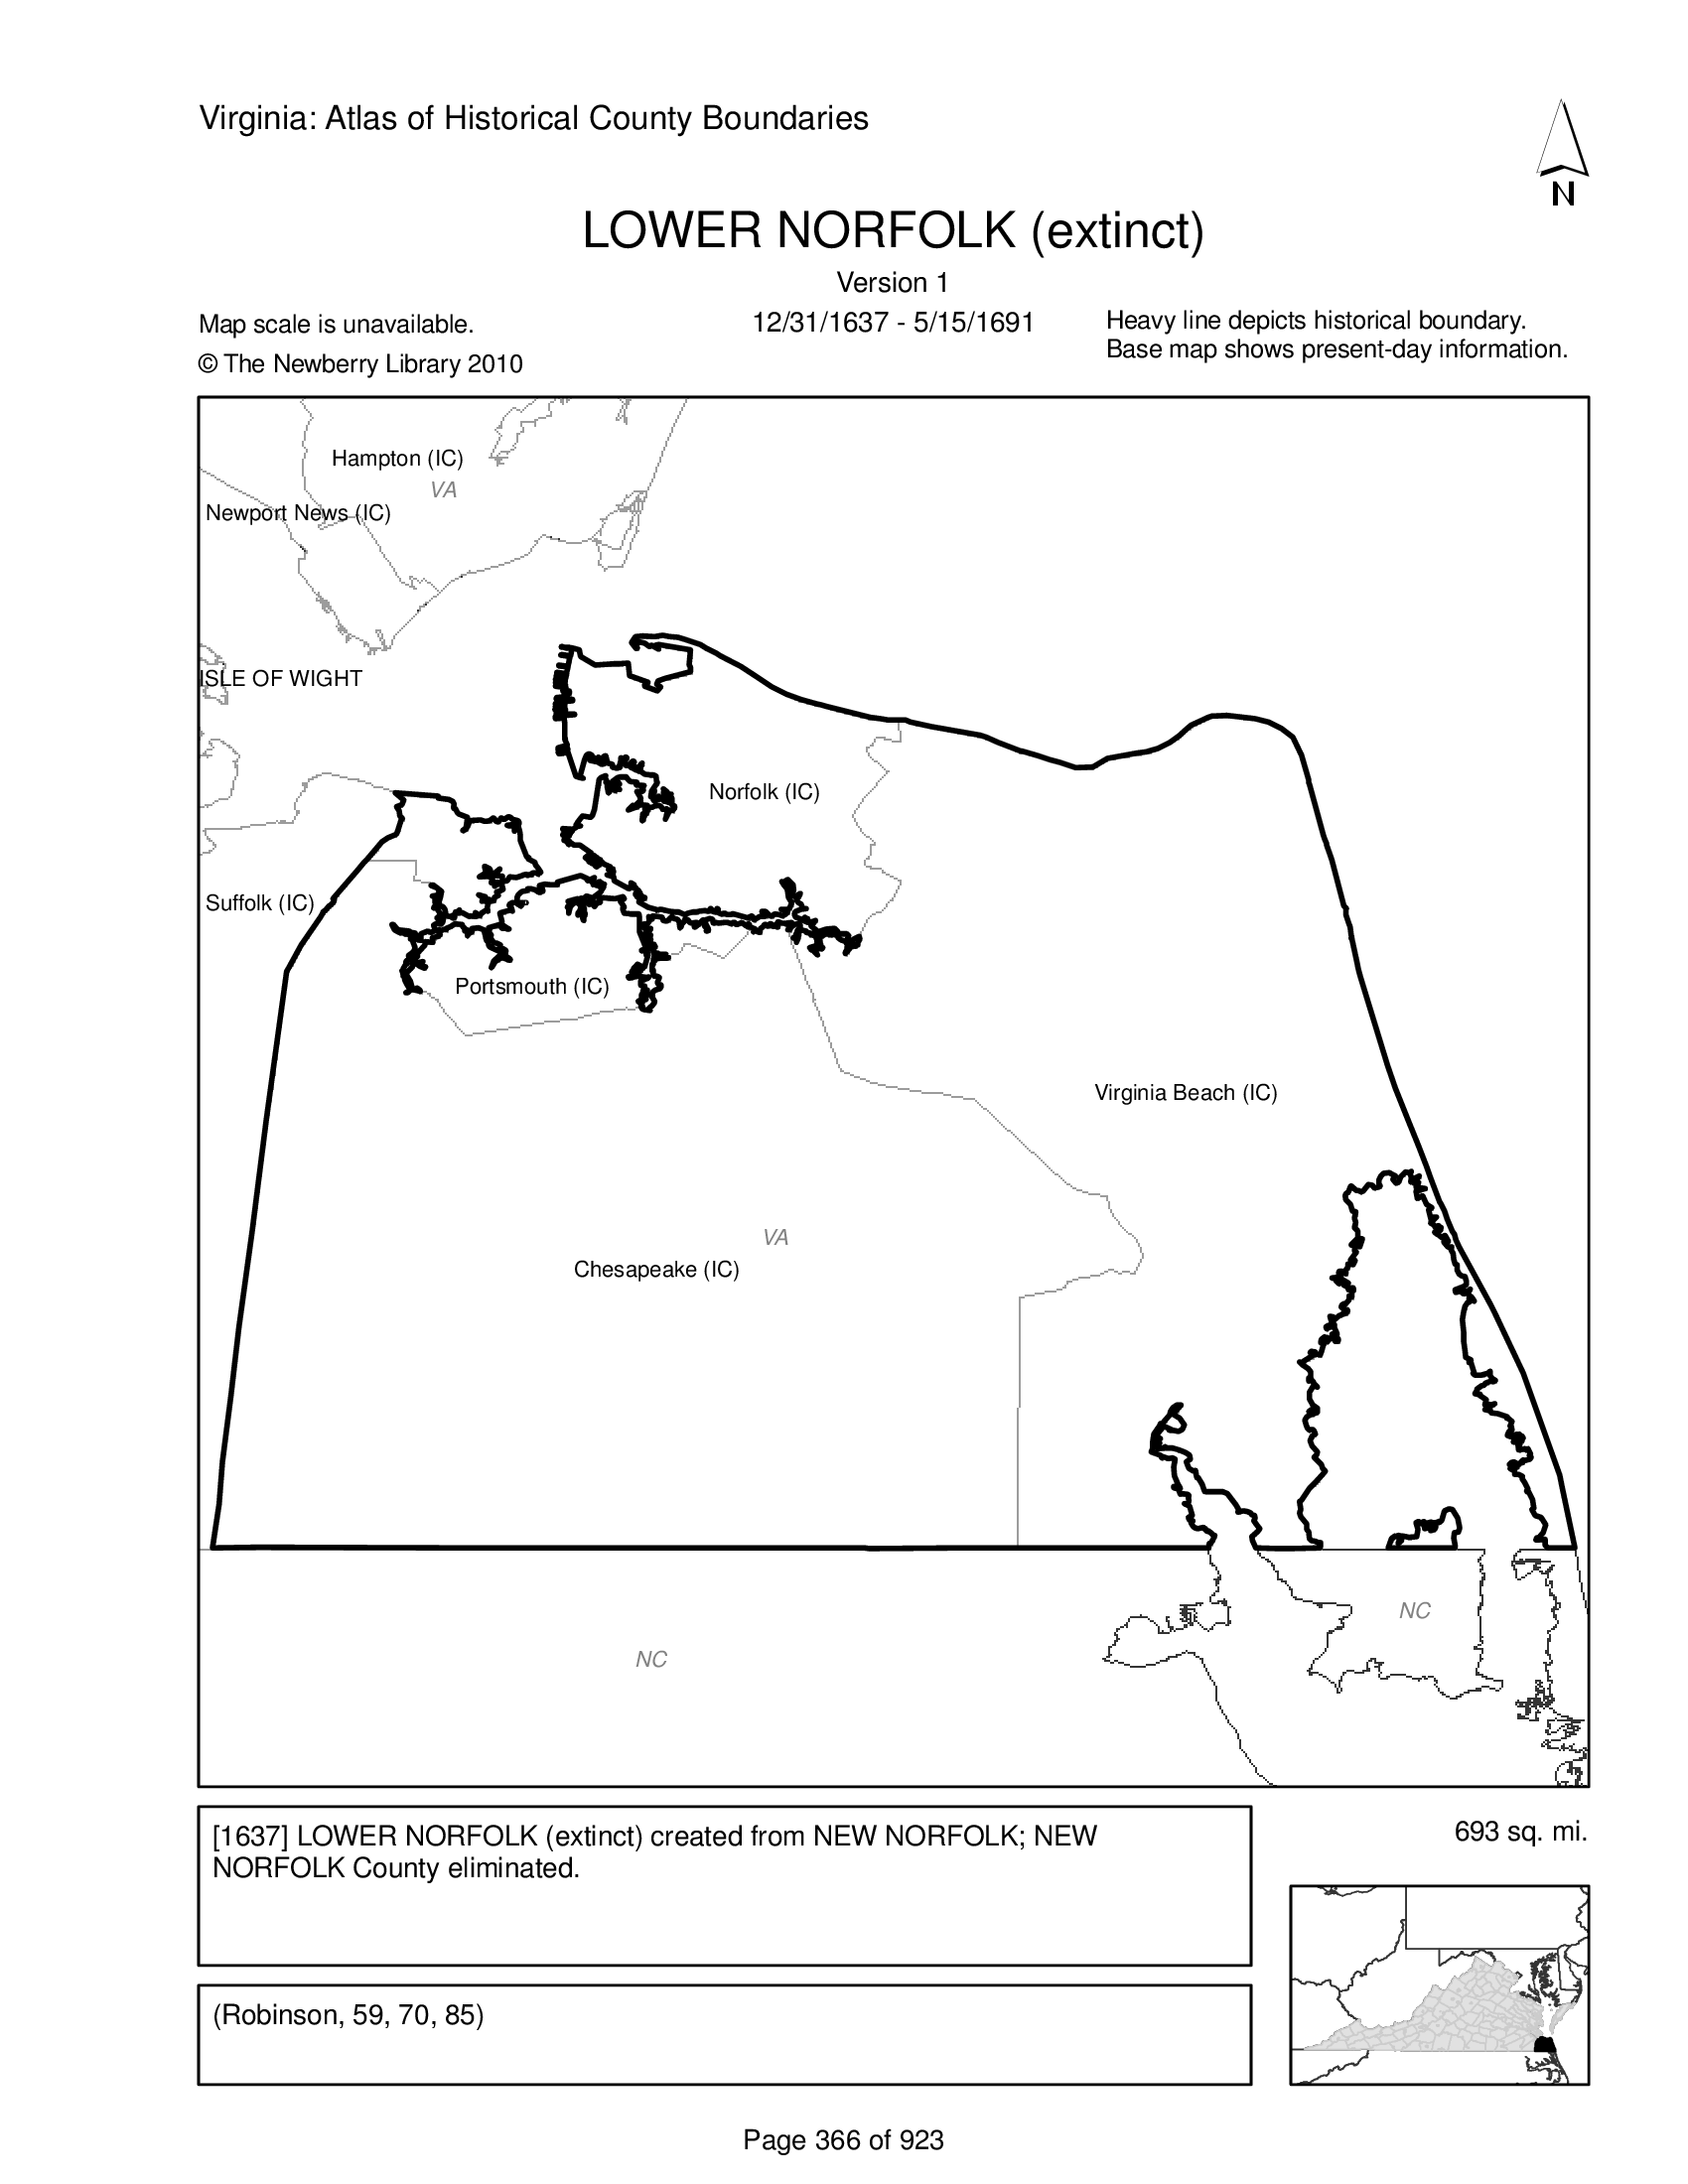 Virginia: Atlas of Historical County Boundaries
N
LOWER NORFOLK (extinct)
Version 1
Map scale is unavailable.
12/31/1637 - 5/15/1691
Heavy line depicts historical boundary.
© The Newberry Library 2010
Base map shows present-day information.
Hampton (IC)
VA
Newport News (IC)
ISLE OF WIGHT
Norfolk (IC)
Suffolk (IC)
Portsmouth (IC)
Virginia Beach (IC)
VA
Chesapeake (IC)
NC
NC
[1637] LOWER NORFOLK (extinct) created from NEW NORFOLK; NEW
NORFOLK County eliminated.
693 sq. mi.
(Robinson, 59, 70, 85)
Page 366 of 923